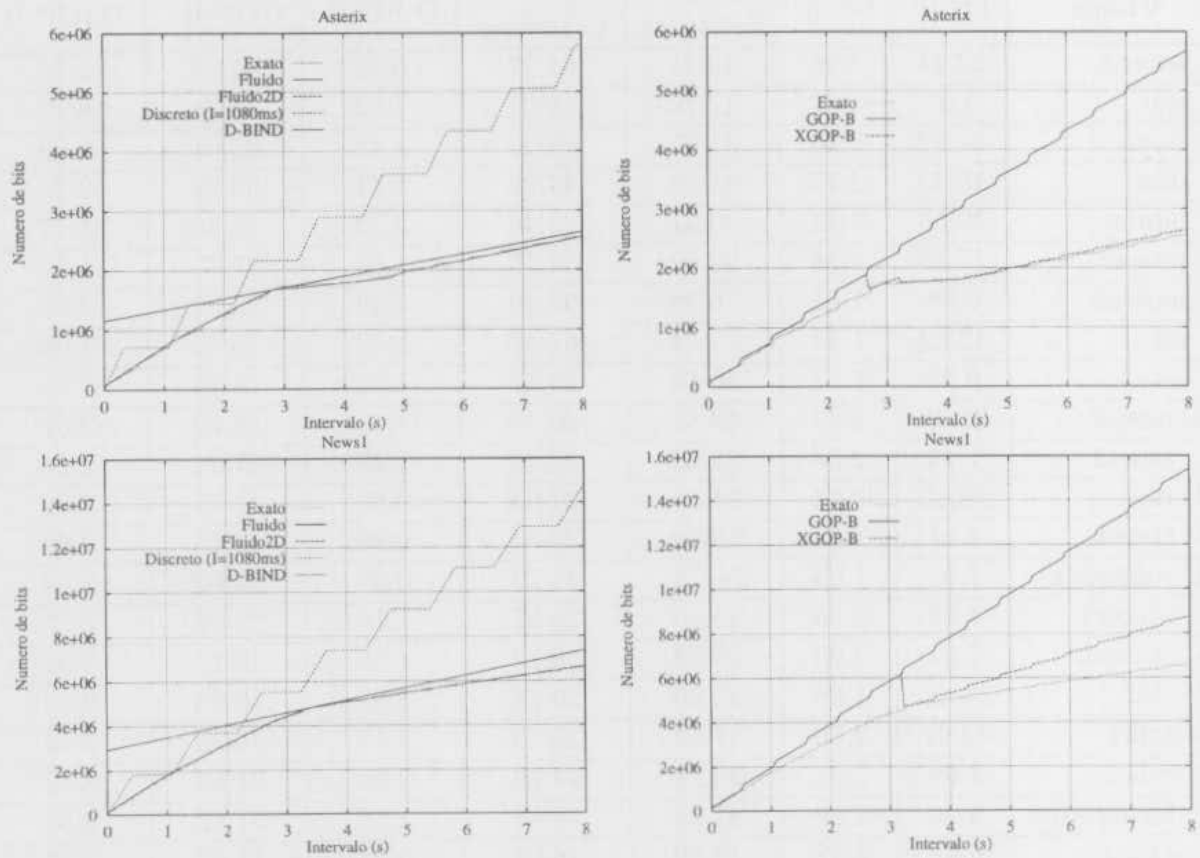 Asterix
6e+06
5e+06
4e+06
3e+06
2e+06
1e+06
0
Numero de bits
Exato
Fluido
Fluido2D
Discreto (I=1080ms)
D-BIND
0 1 2 3 4 5 6 7 8
Intervalo (s)
Asterix
6e+06
5e+06
4e+06
3e+06
2e+06
1e+06
0
Numero de bits
Exato
GOP-B
XGOP-B
0 1 2 3 4 5 6 7 8
Intervalo (s)
News1
1.6e+07
1.4e+07
1.2e+07
1e+07
8e+06
6e+06
4e+06
2e+06
0
Numero de bits
Exato
Fluido
Fluido2D
Discreto (I=1080ms)
D-BIND
0 1 2 3 4 5 6 7 8
Intervalo (s)
News1
1.6e+07
1.4e+07
1.2e+07
1e+07
8e+06
6e+06
4e+06
2e+06
0
Numero de bits
Exato
GOP-B
XGOP-B
0 1 2 3 4 5 6 7 8
Intervalo (s)